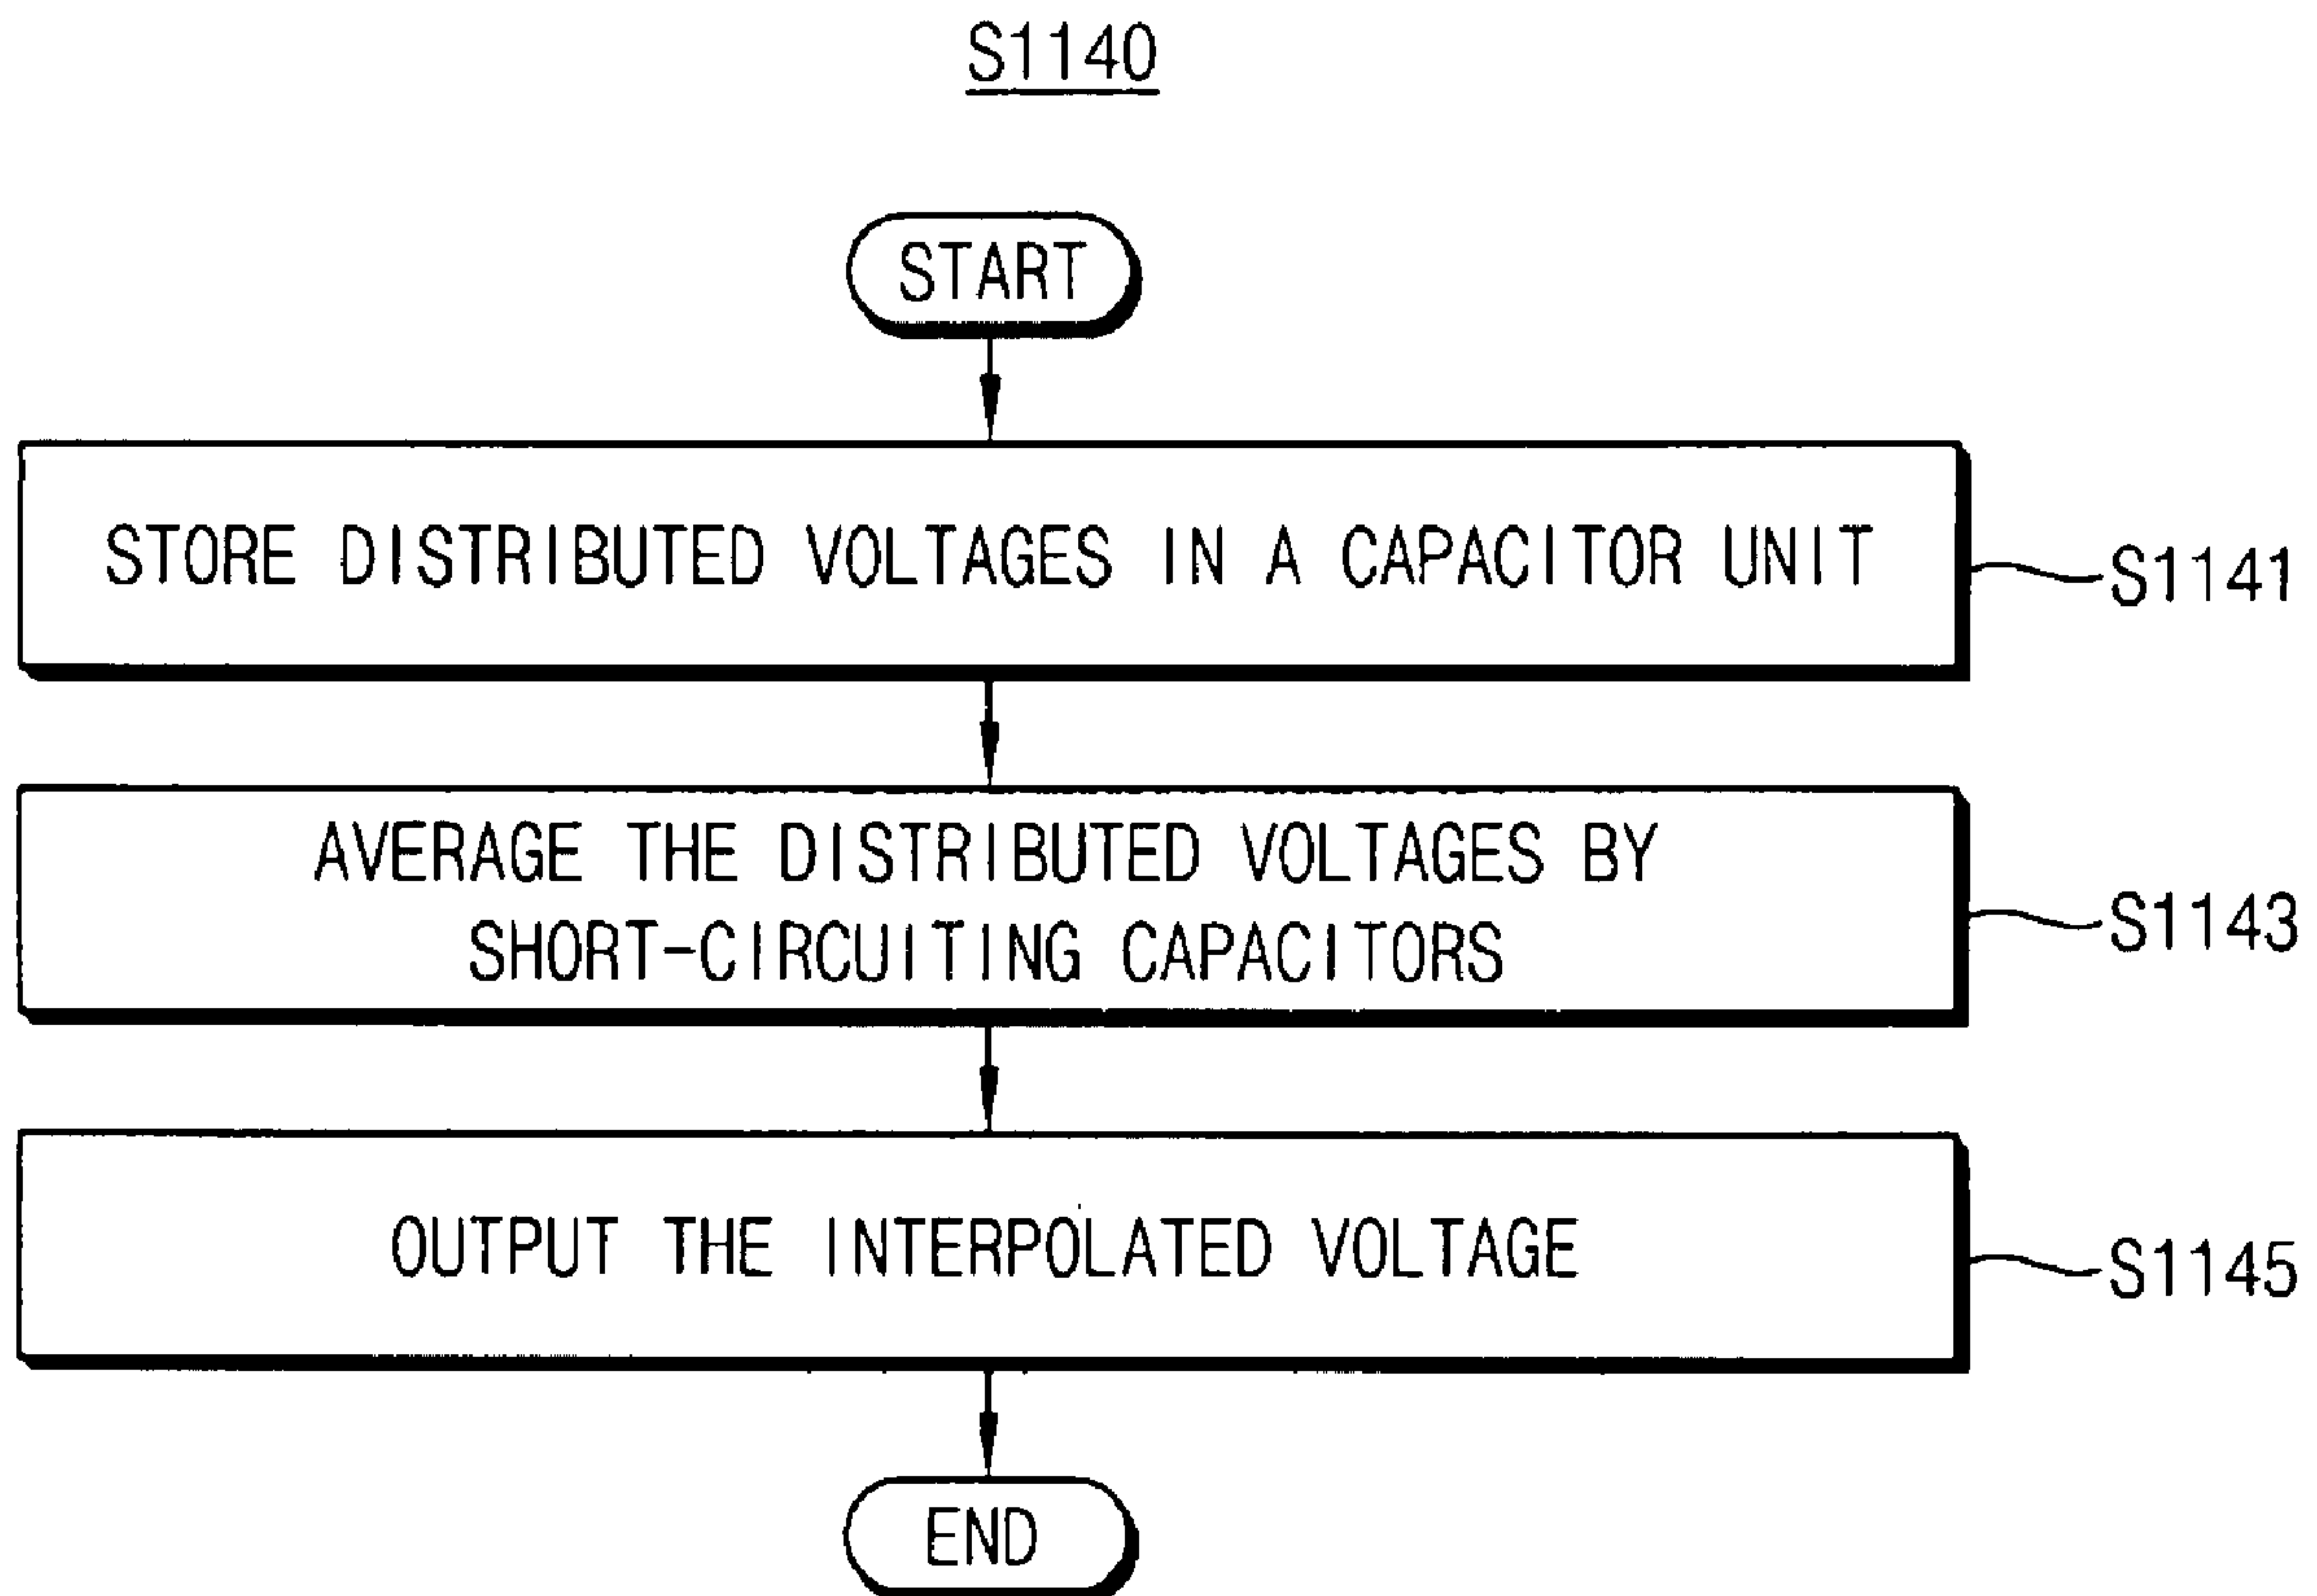 S1140
START
STORE DISTRIBUTED VOLTAGES IN A CAPACITOR UNIT
S1141
AVERAGE THE DISTRIBUTED VOLTAGES BY
SHORT-CIRCUITING CAPACITORS
S1143
OUTPUT THE INTERPOLATED VOLTAGE
S1145
END